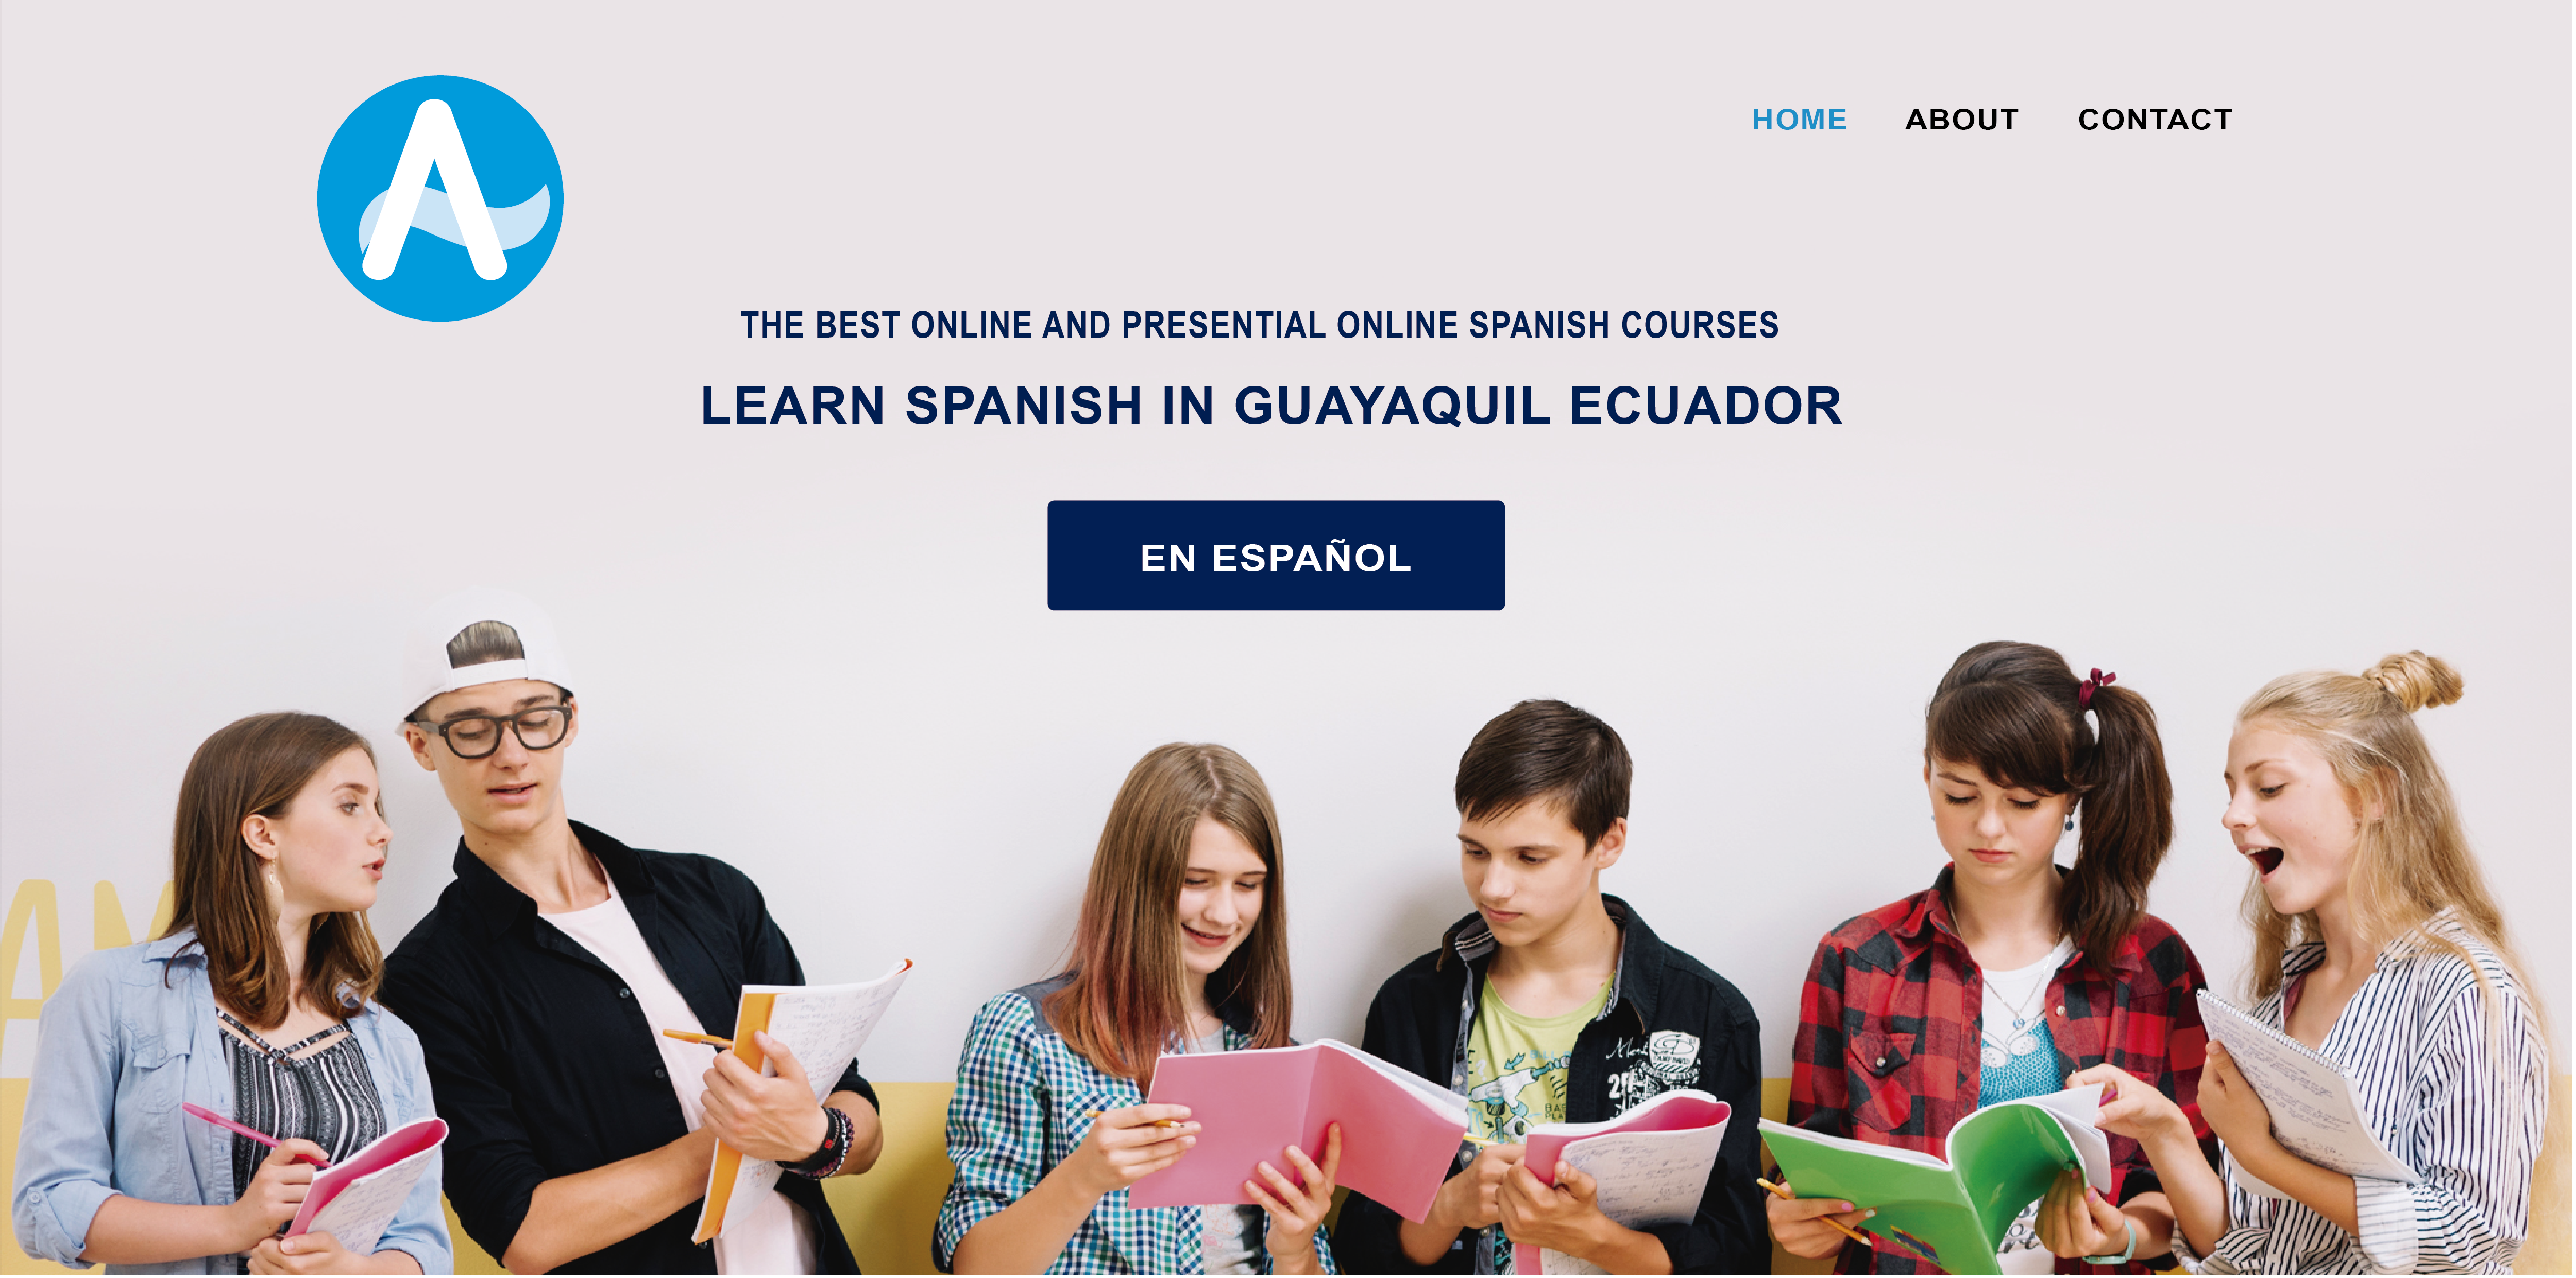 A
HOME ABOUT CONTACT
THE BEST ONLINE AND PRESENTIAL ONLINE SPANISH COURSES
LEARN SPANISH IN GUAYAQUIL ECUADOR
EN ESPAÑOL